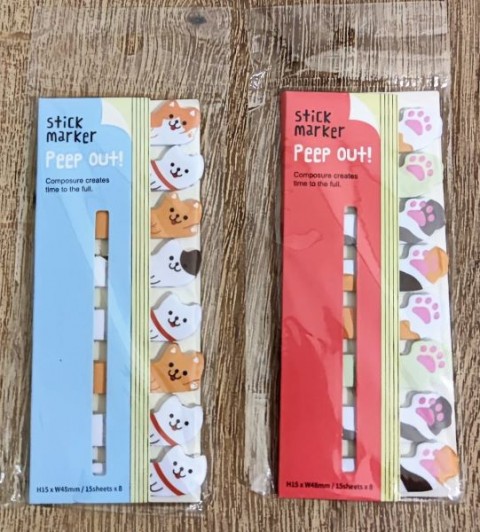 stick
marker
Peep out!
Composure creates
time to the full.
H15 x W48mm / 15sheets x 8
stick
marker
Peep out!
Composure creates
time to the full.
H15 x W48mm / 15sheets x 8